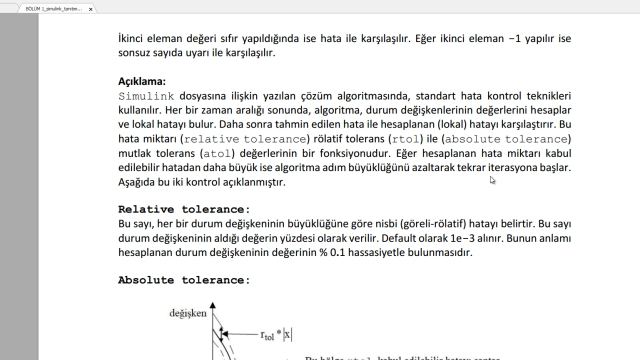 BÖLÜM 1_simulink_tanıtım...
İkinci eleman değeri sıfır yapıldığında ise hata ile karşılaşılır. Eğer ikinci eleman −1 yapılır ise
sonsuz sayıda uyarı ile karşılaşılır.
Açıklama:
Simulink dosyasına ilişkin yazılan çözüm algoritmasında, standart hata kontrol teknikleri
kullanılır. Her bir zaman aralığı sonunda, algoritma, durum değişkenlerinin değerlerini hesaplar
ve lokal hatayı bulur. Daha sonra tahmin edilen hata ile hesaplanan (lokal) hatayı karşılaştırır. Bu
hata miktarı (relative tolerance) rölatif tolerans (rtol) ile (absolute tolerance)
mutlak tolerans (atol) değerlerinin bir fonksiyonudur. Eğer hesaplanan hata miktarı kabul
edilebilir hatadan daha büyük ise algoritma adım büyüklüğünü azaltarak tekrar iterasyona başlar.
Aşağıda bu iki kontrol açıklanmıştır.
Relative tolerance:
Bu sayı, her bir durum değişkeninin büyüklüğüne göre nisbi (göreli-rölatif) hatayı belirtir. Bu sayı
durum değişkeninin aldığı değerin yüzdesi olarak verilir. Default olarak 1e−3 alınır. Bunun anlamı
hesaplanan durum değişkeninin değerinin % 0.1 hassasiyetle bulunmasıdır.
Absolute tolerance:
değişken
rtol *|x|